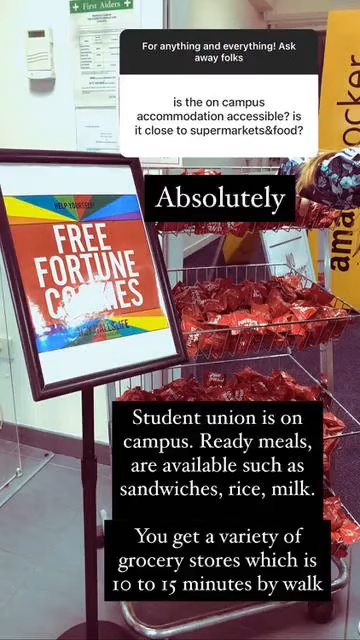 First Aiders
For anything and everything! Ask
away folks
is the on campus
accommodation accessible? is
it close to supermarkets&food?
Absolutely
HELP YOURSELF!
FREE
FORTUNE
COOKIES
Student union is on
campus. Ready meals,
are available such as
sandwiches, rice, milk.
You get a variety of
grocery stores which is
10 to 15 minutes by walk